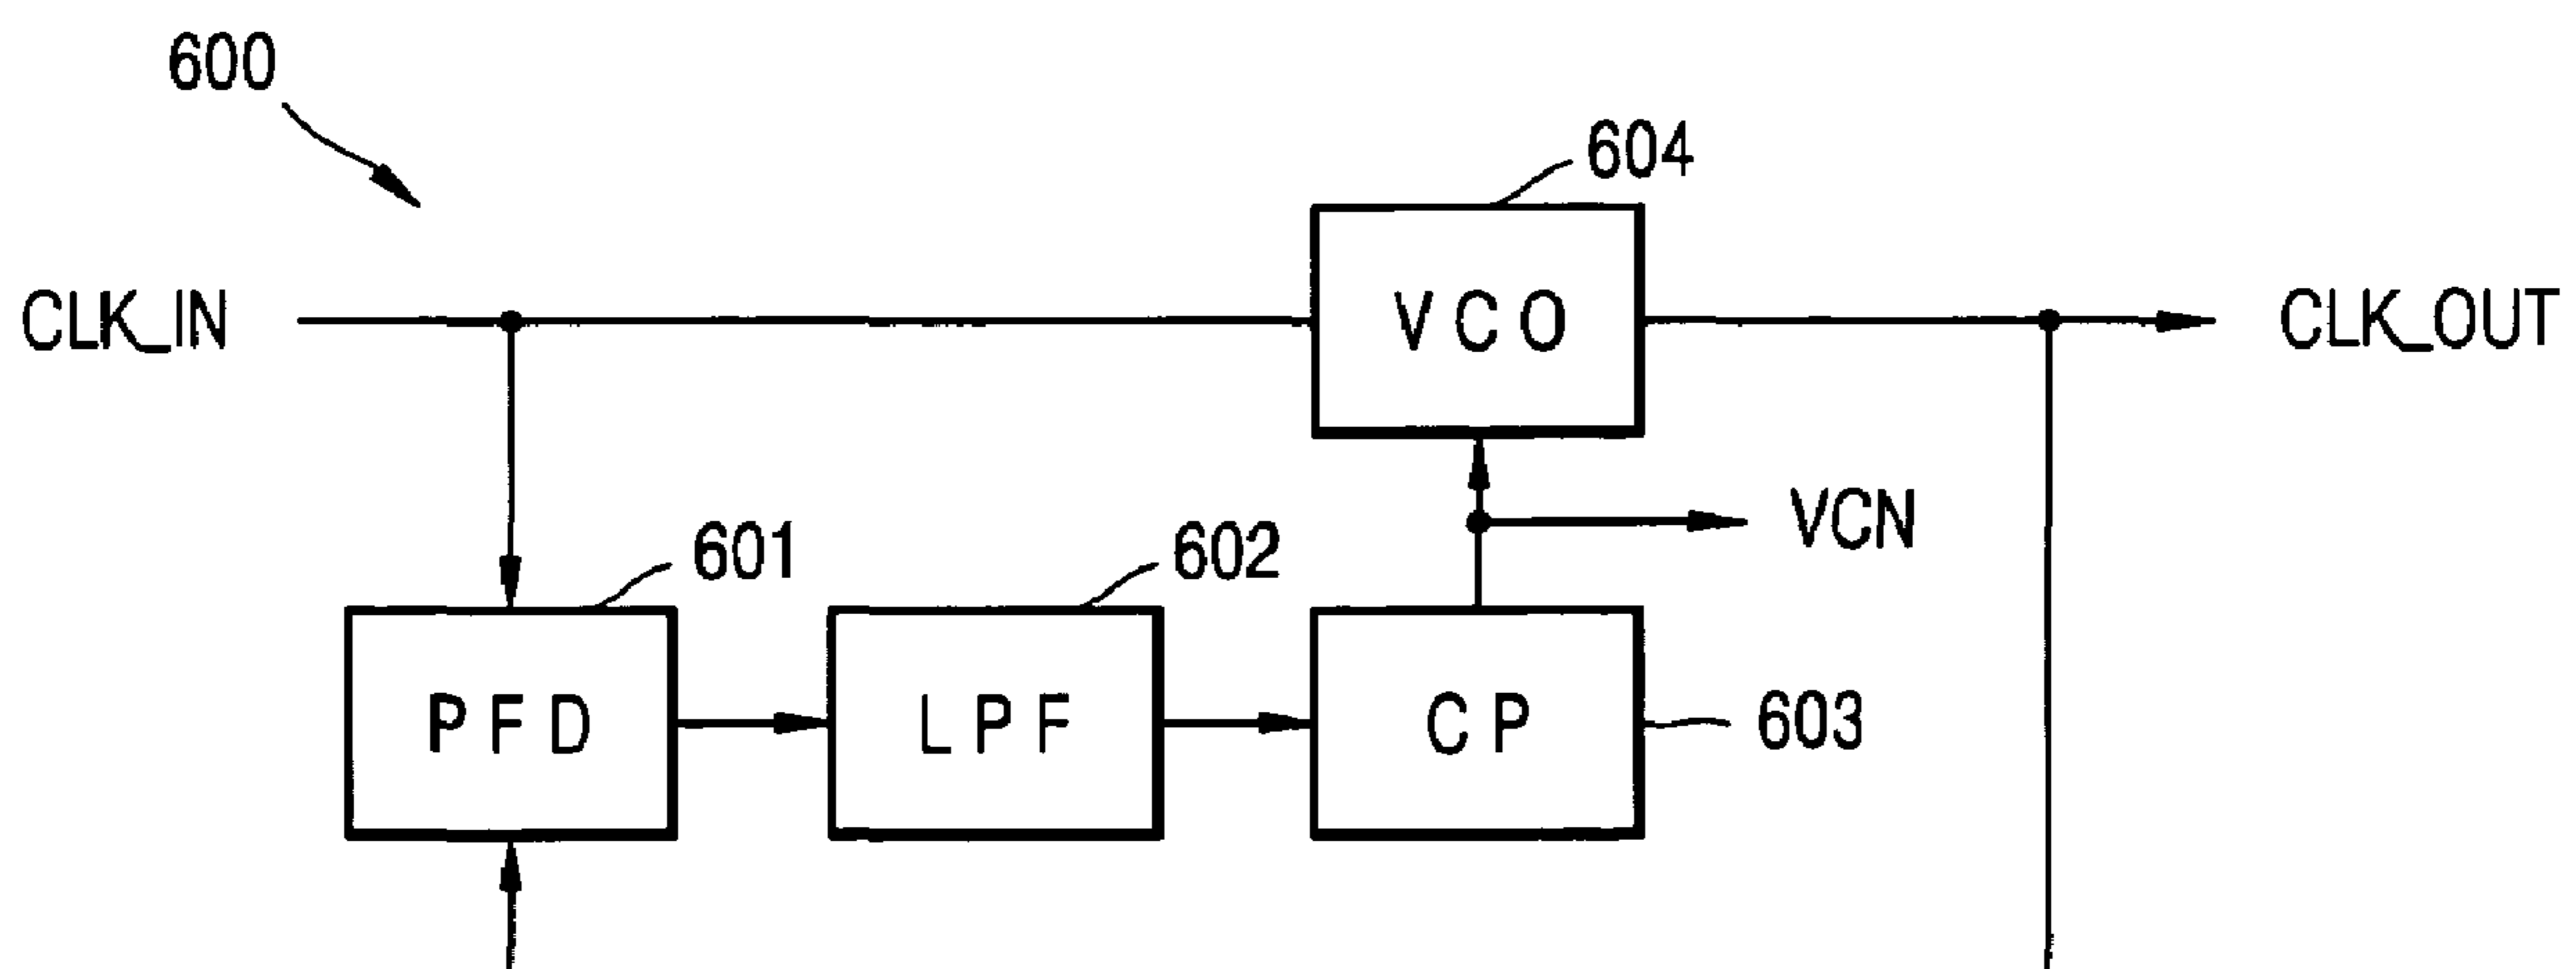 600
604
CLK_IN
VCO
CLK_OUT
VCN
601
602
PFD
LPF
CP
603